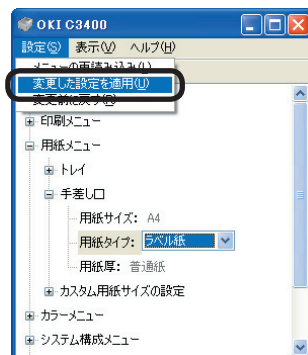 OKI C3400
設定(S) 表示(V) ヘルプ(H)
メニューの再読み込み(L)
変更した設定を適用(U)
変更前に戻す(R)
印刷メニュー
用紙メニュー
トレイ
手差し口
用紙サイズ: A4
用紙タイプ: ラベル紙
用紙厚: 普通紙
カスタム用紙サイズの設定
カラーメニュー
システム構成メニュー